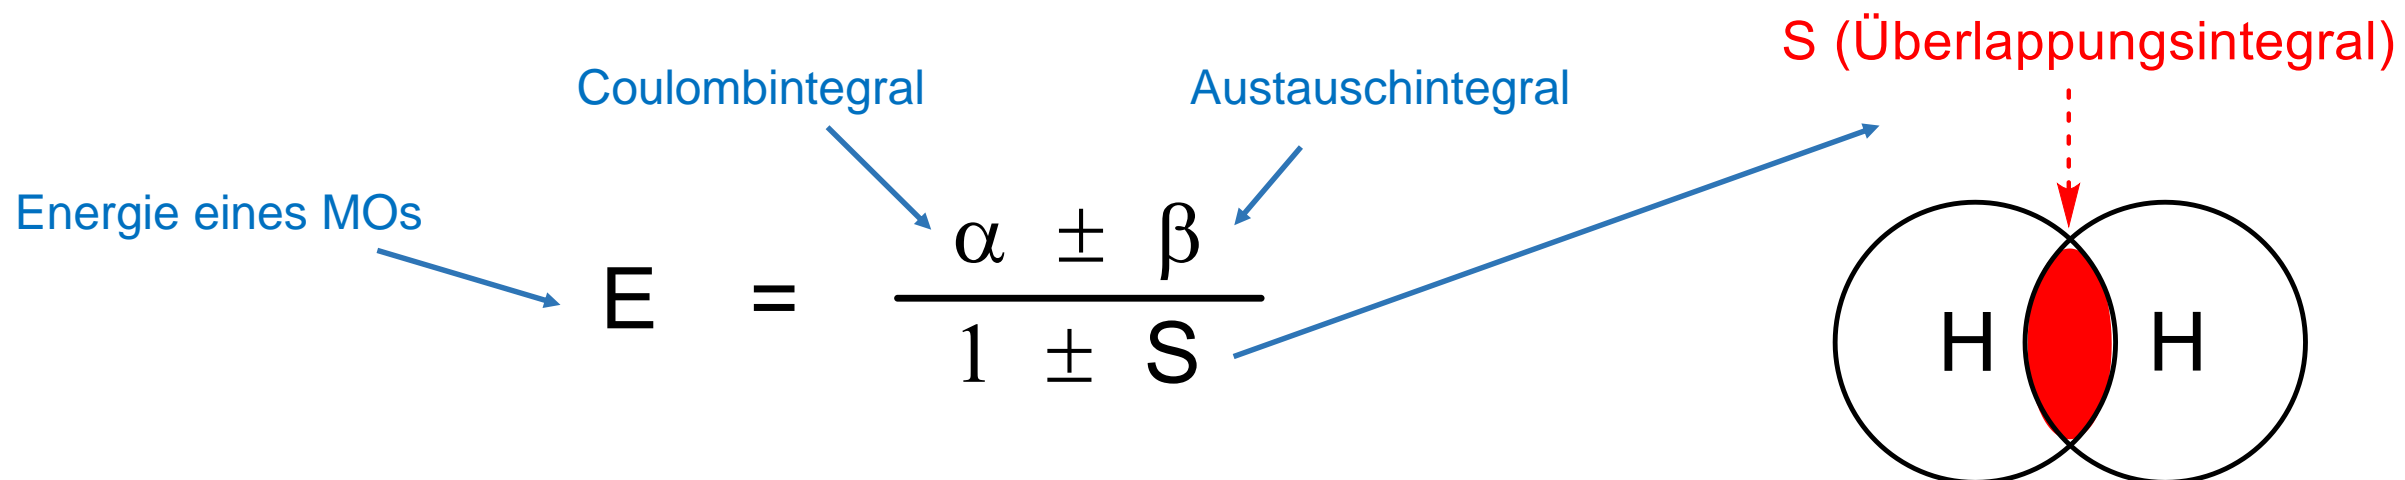 S (Überlappungsintegral)
Coulombintegral
Austauschintegral
Energie eines MOs
E = α ± β
1 ± S
H H